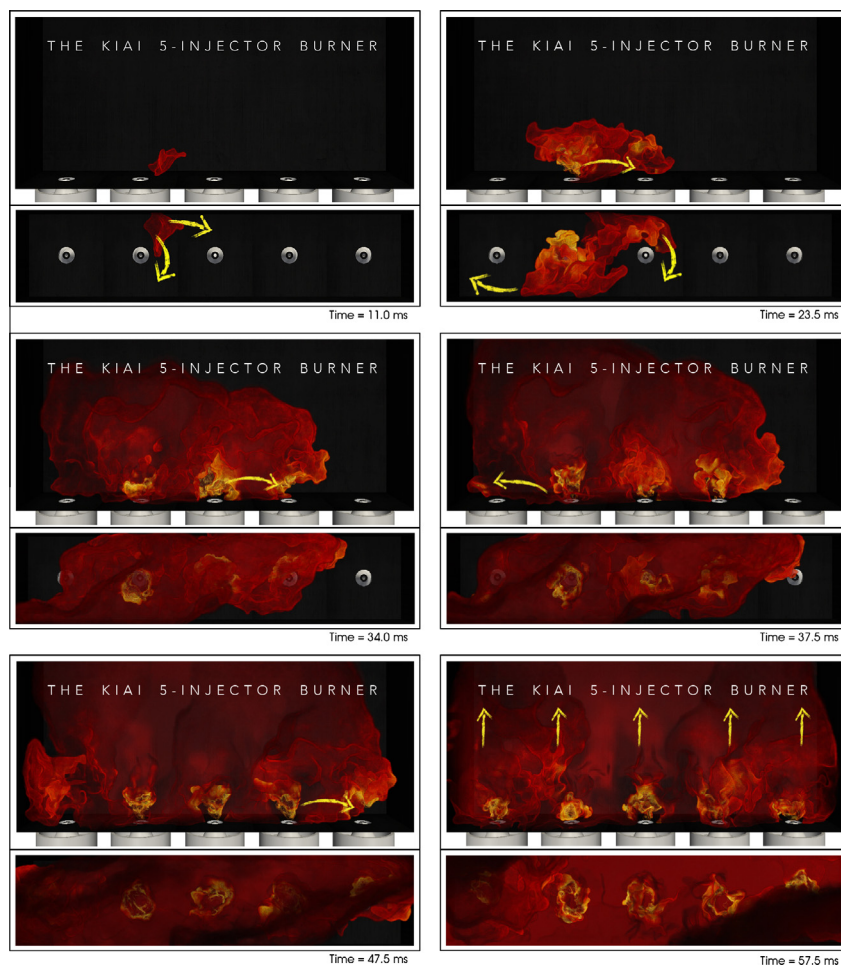 THE KIAI 5-INJECTOR BURNER
Time = 11.0 ms
THE KIAI 5-INJECTOR BURNER
Time = 23.5 ms
THE KIAI 5-INJECTOR BURNER
Time = 34.0 ms
THE KIAI 5-INJECTOR BURNER
Time = 37.5 ms
THE KIAI 5-INJECTOR BURNER
Time = 47.5 ms
THE KIAI 5-INJECTOR BURNER
Time = 57.5 ms